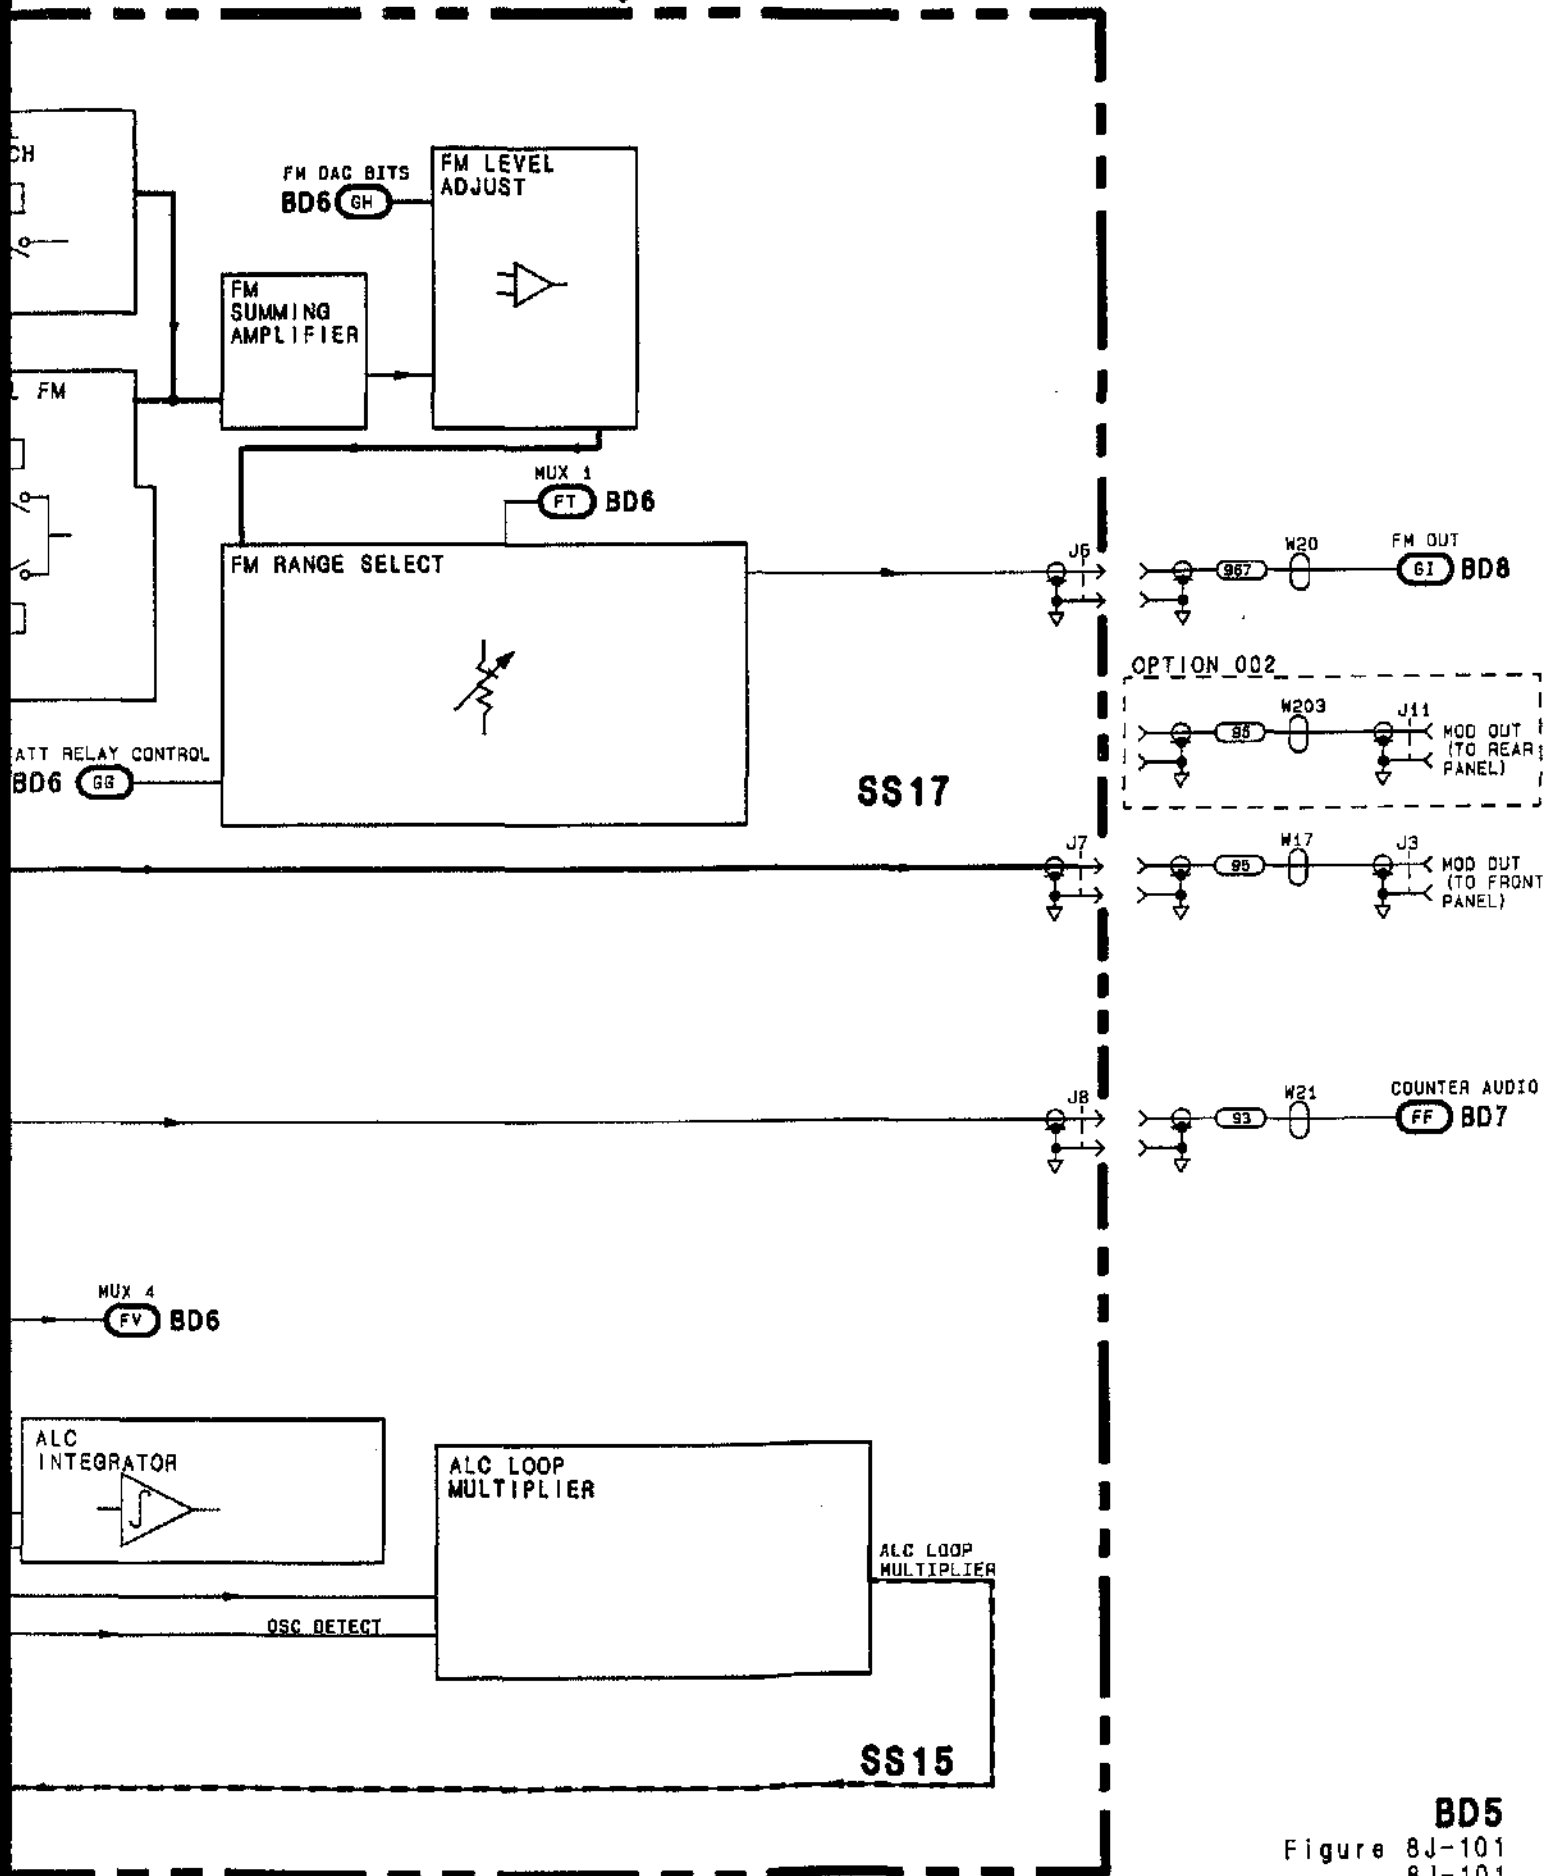 CH
FM DAC BITS
BD6 GH
FM LEVEL
ADJUST
FM
SUMMING
AMPLIFIER
L FM
MUX 1
FT BD6
FM RANGE SELECT
ATT RELAY CONTROL
BD6 GG
SS17
J6
967
W20
FM OUT
GI BD8
OPTION 002
95
W203
J11
MOD OUT
(TO REAR
PANEL)
J7
95
W17
J3
MOD OUT
(TO FRONT
PANEL)
J8
93
W21
COUNTER AUDIO
FF BD7
MUX 4
FV BD6
ALC
INTEGRATOR
∫
ALC LOOP
MULTIPLIER
ALC LOOP
MULTIPLIER
OSC DETECT
SS15
BD5
Figure 8J-101
8J-101